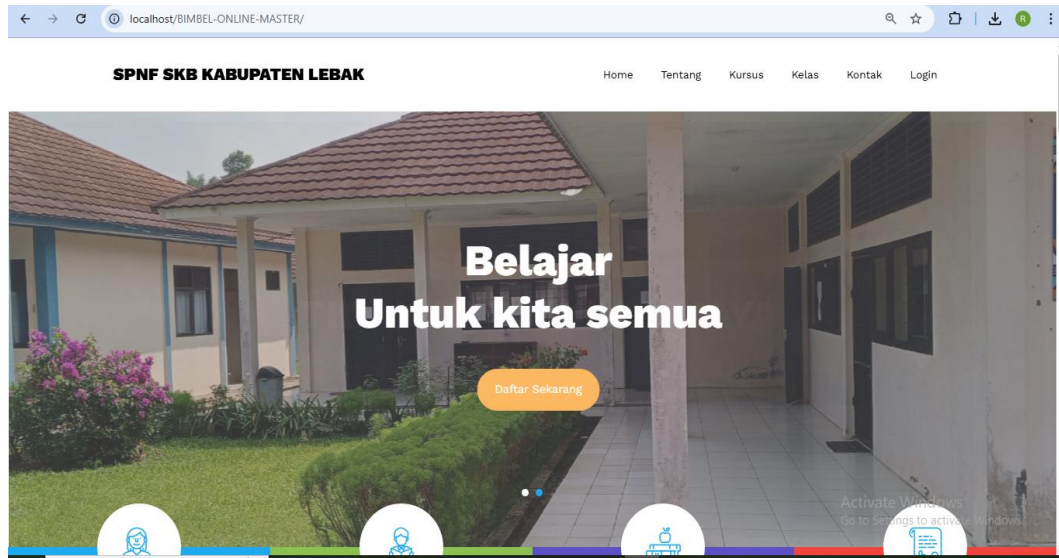 localhost/BIMBEL-ONLINE-MASTER/
R
SPNF SKB KABUPATEN LEBAK
Home Tentang Kursus Kelas Kontak Login
Belajar
Untuk kita semua
Daftar Sekarang
Activate Windows
Go to Settings to activate Windows.